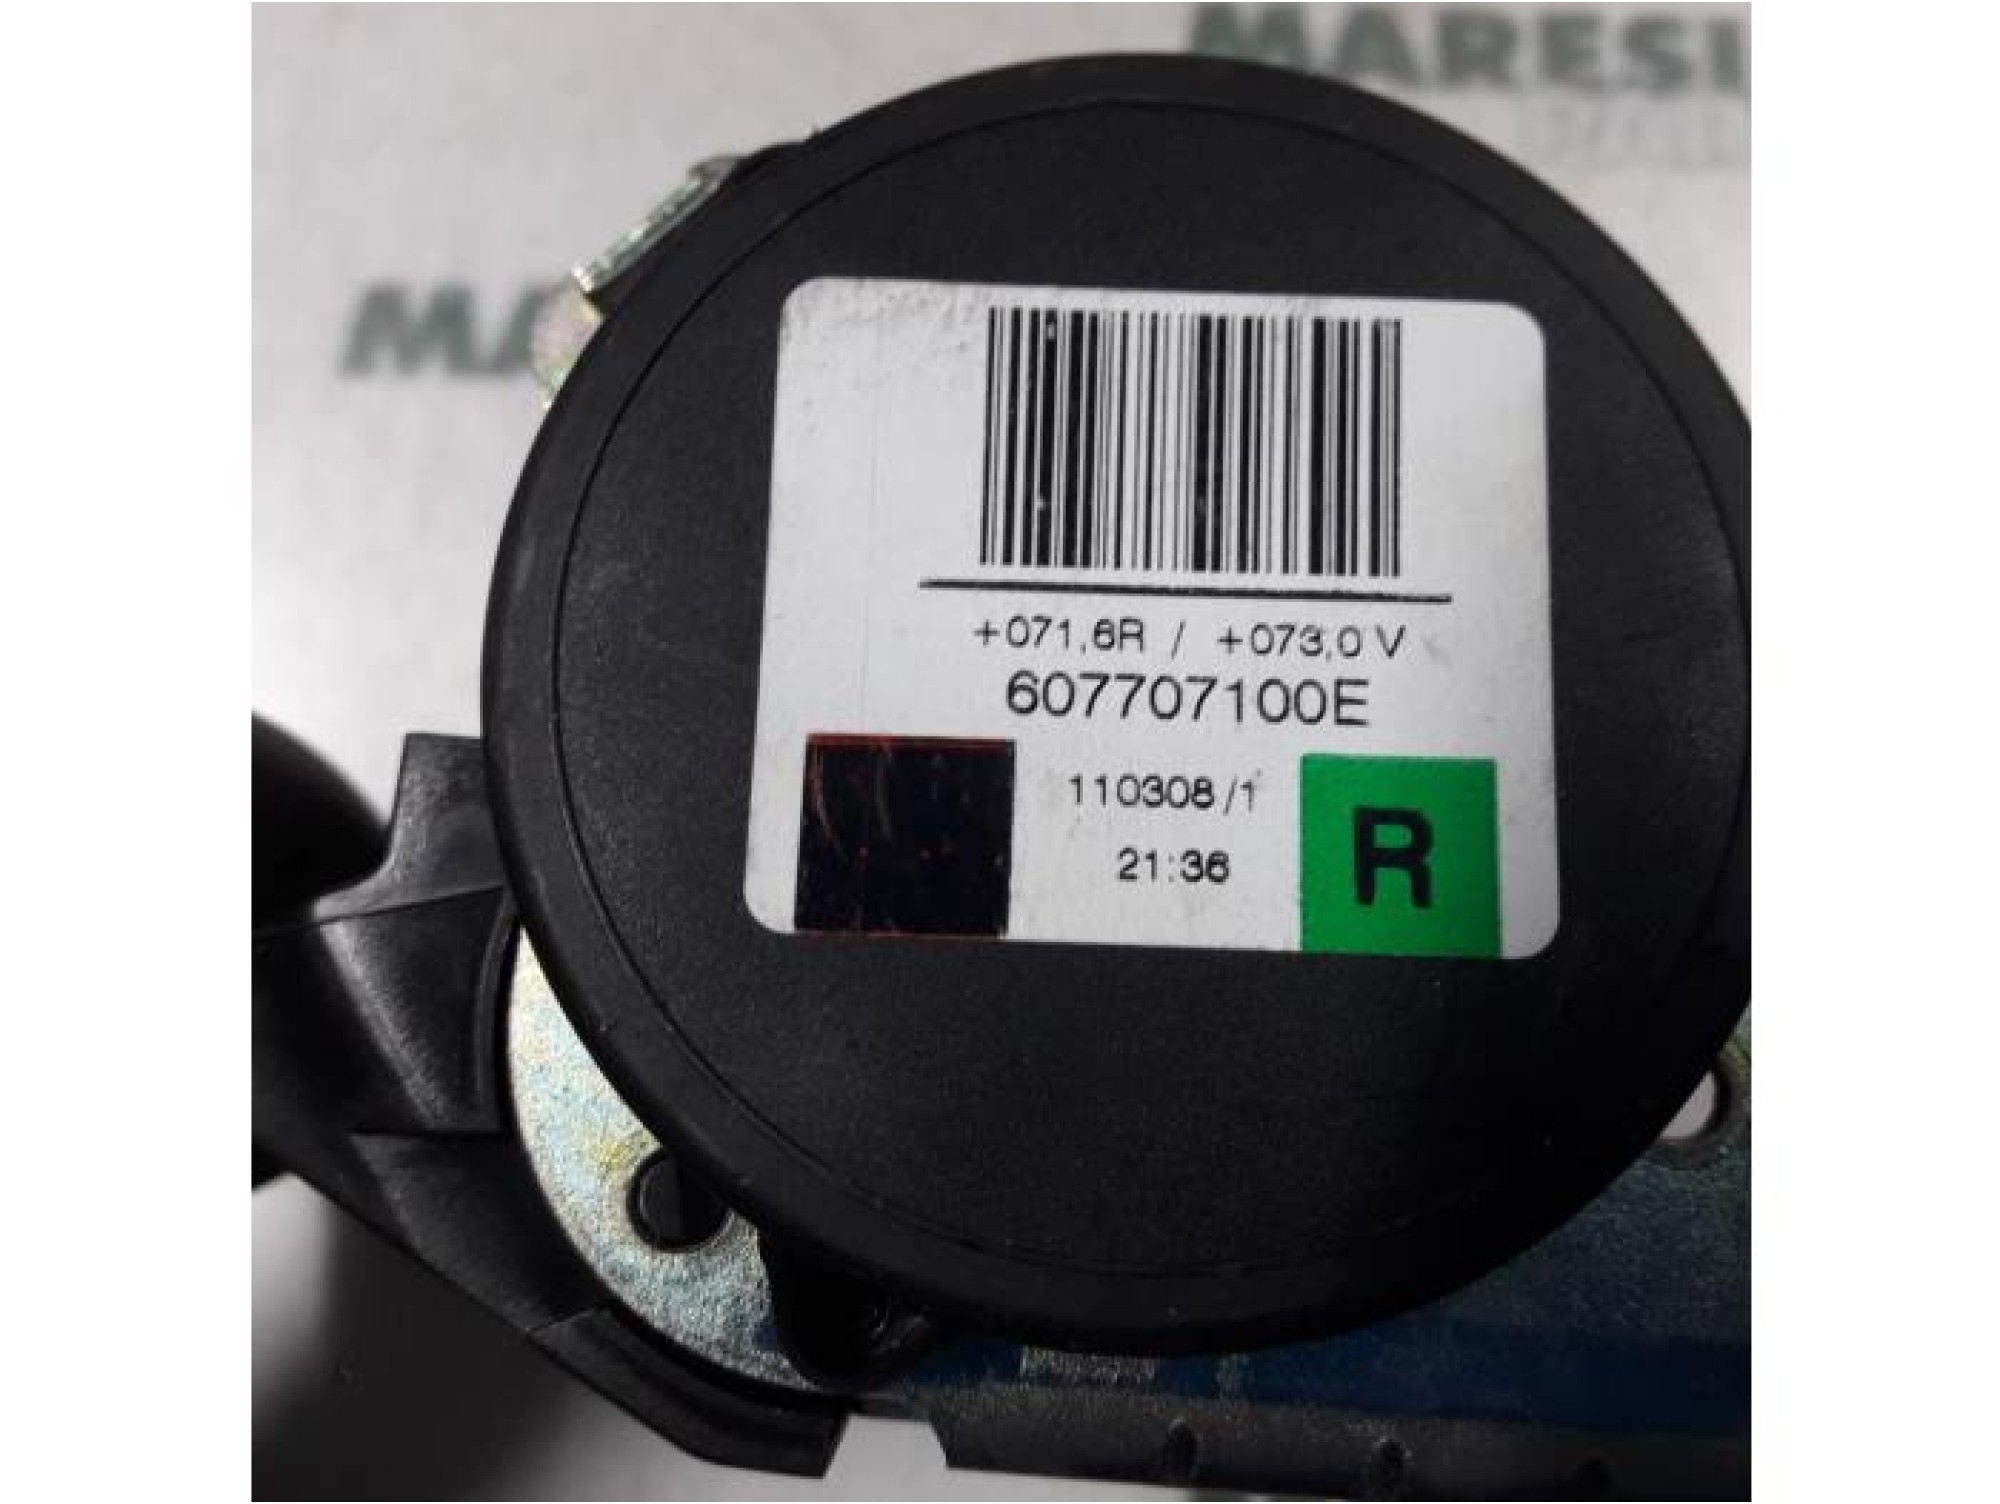 MARESI
MA
+071,6R / +073,0 V
607707100E
110308/1
21:36
R